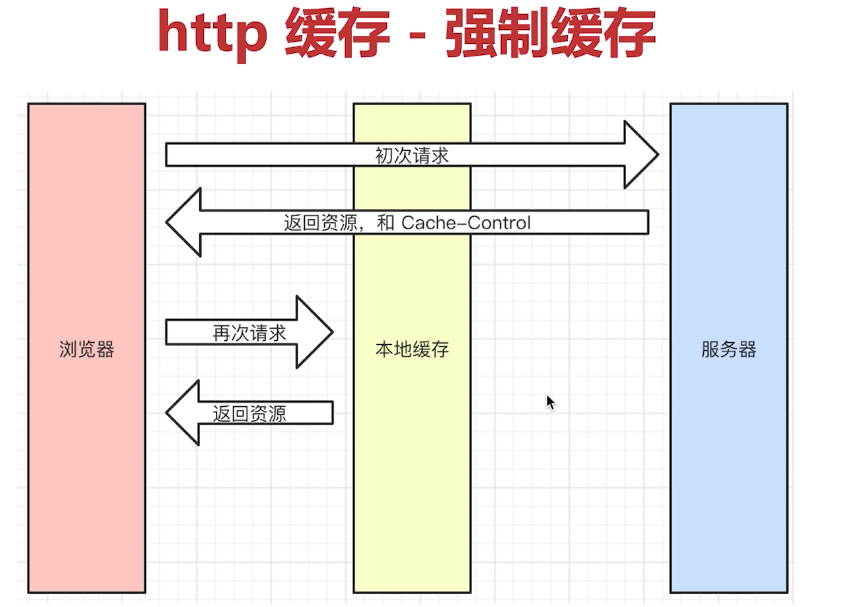 http 缓存 - 强制缓存
初次请求
返回资源，和 Cache-Control
再次请求
浏览器
本地缓存
服务器
返回资源